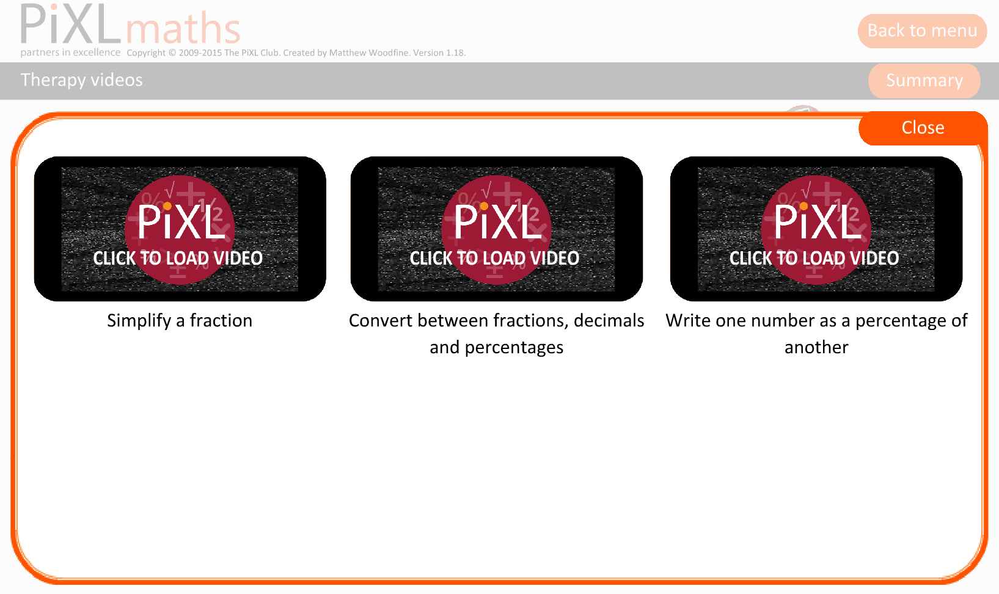 PiXL maths
partners in excellence Copyright © 2009-2015 The PiXL Club. Created by Matthew Woodfine. Version 1.18.
Back to menu
Therapy videos
Summary
Close
PiXL
CLICK TO LOAD VIDEO
Simplify a fraction
PiXL
CLICK TO LOAD VIDEO
Convert between fractions, decimals
and percentages
PiXL
CLICK TO LOAD VIDEO
Write one number as a percentage of
another